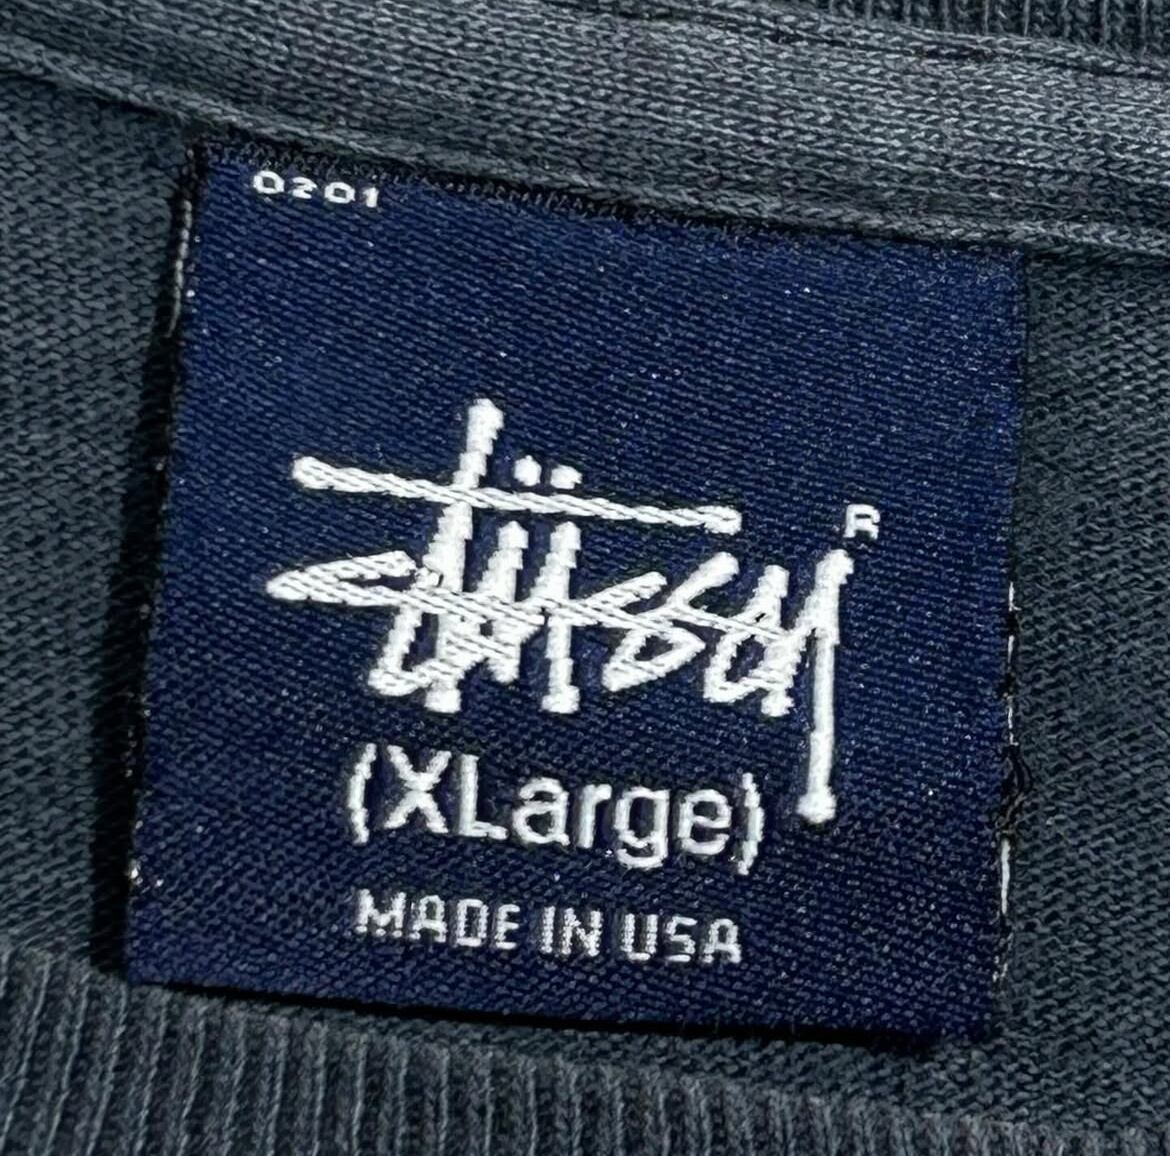 0201
Stüssy
R
(XLarge)
MADE IN USA